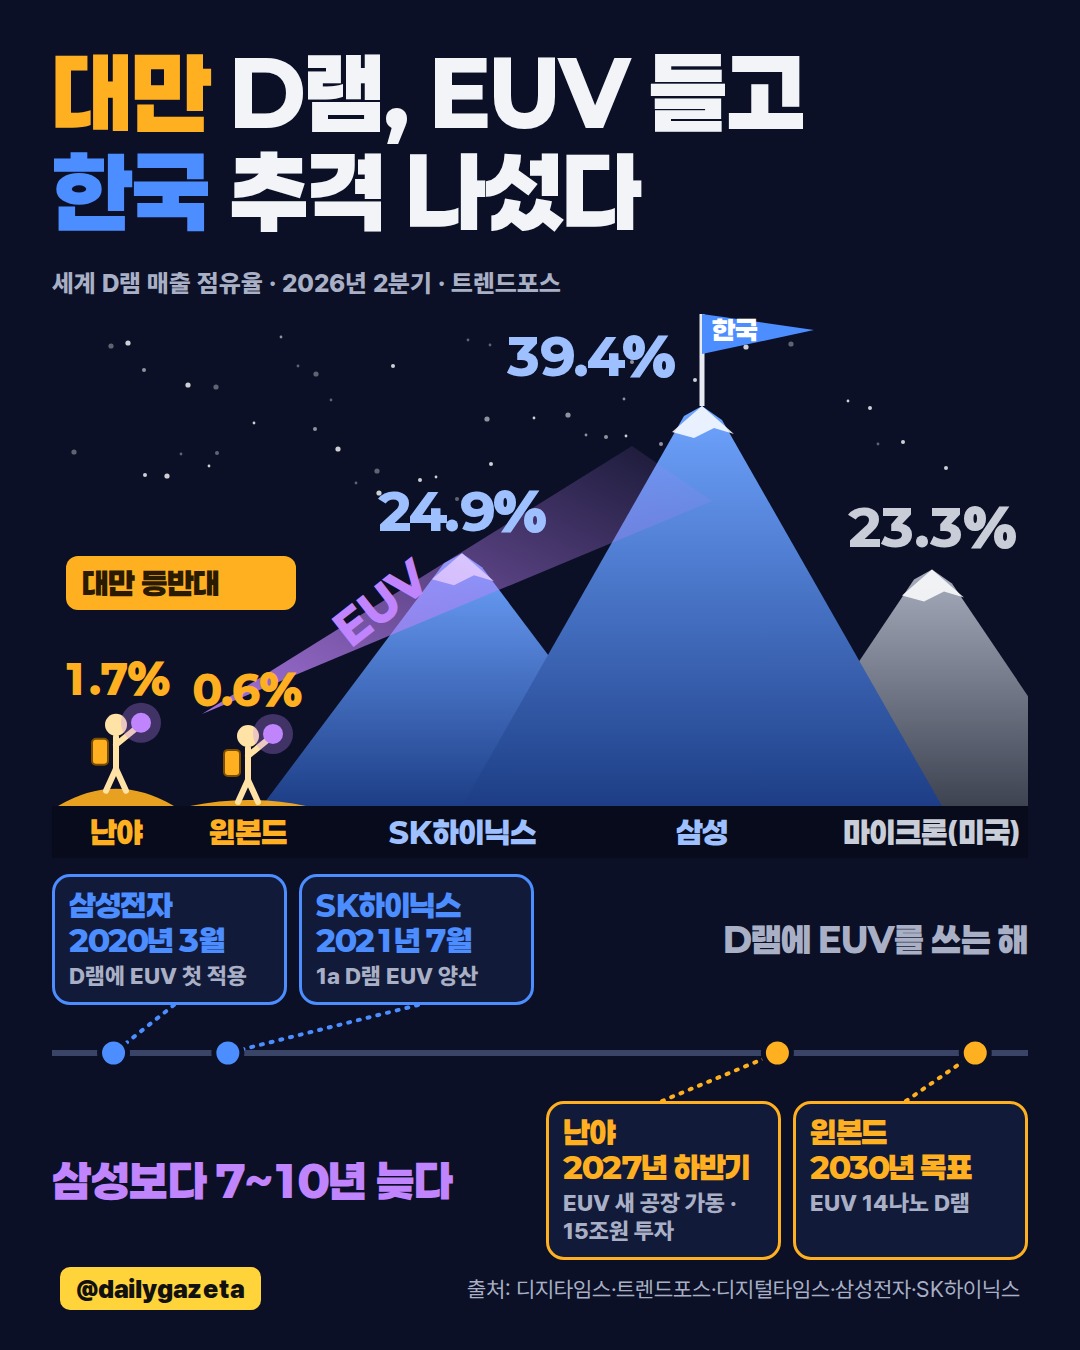 대만 D램, EUV 들고
한국 추격 나섰다
세계 D램 매출 점유율 · 2026년 2분기 · 트렌드포스
한국
39.4%
24.9%
23.3%
EUV
대만 등반대
1.7%
0.6%
난야
윈본드
SK하이닉스
삼성
마이크론(미국)
삼성전자
2020년 3월
D램에 EUV 첫 적용
SK하이닉스
2021년 7월
1a D램 EUV 양산
D램에 EUV를 쓰는 해
난야
2027년 하반기
EUV 새 공장 가동 ·
15조원 투자
윈본드
2030년 목표
EUV 14나노 D램
삼성보다 7~10년 늦다
@dailygazeta
출처: 디지타임스·트렌드포스·디지털타임스·삼성전자·SK하이닉스